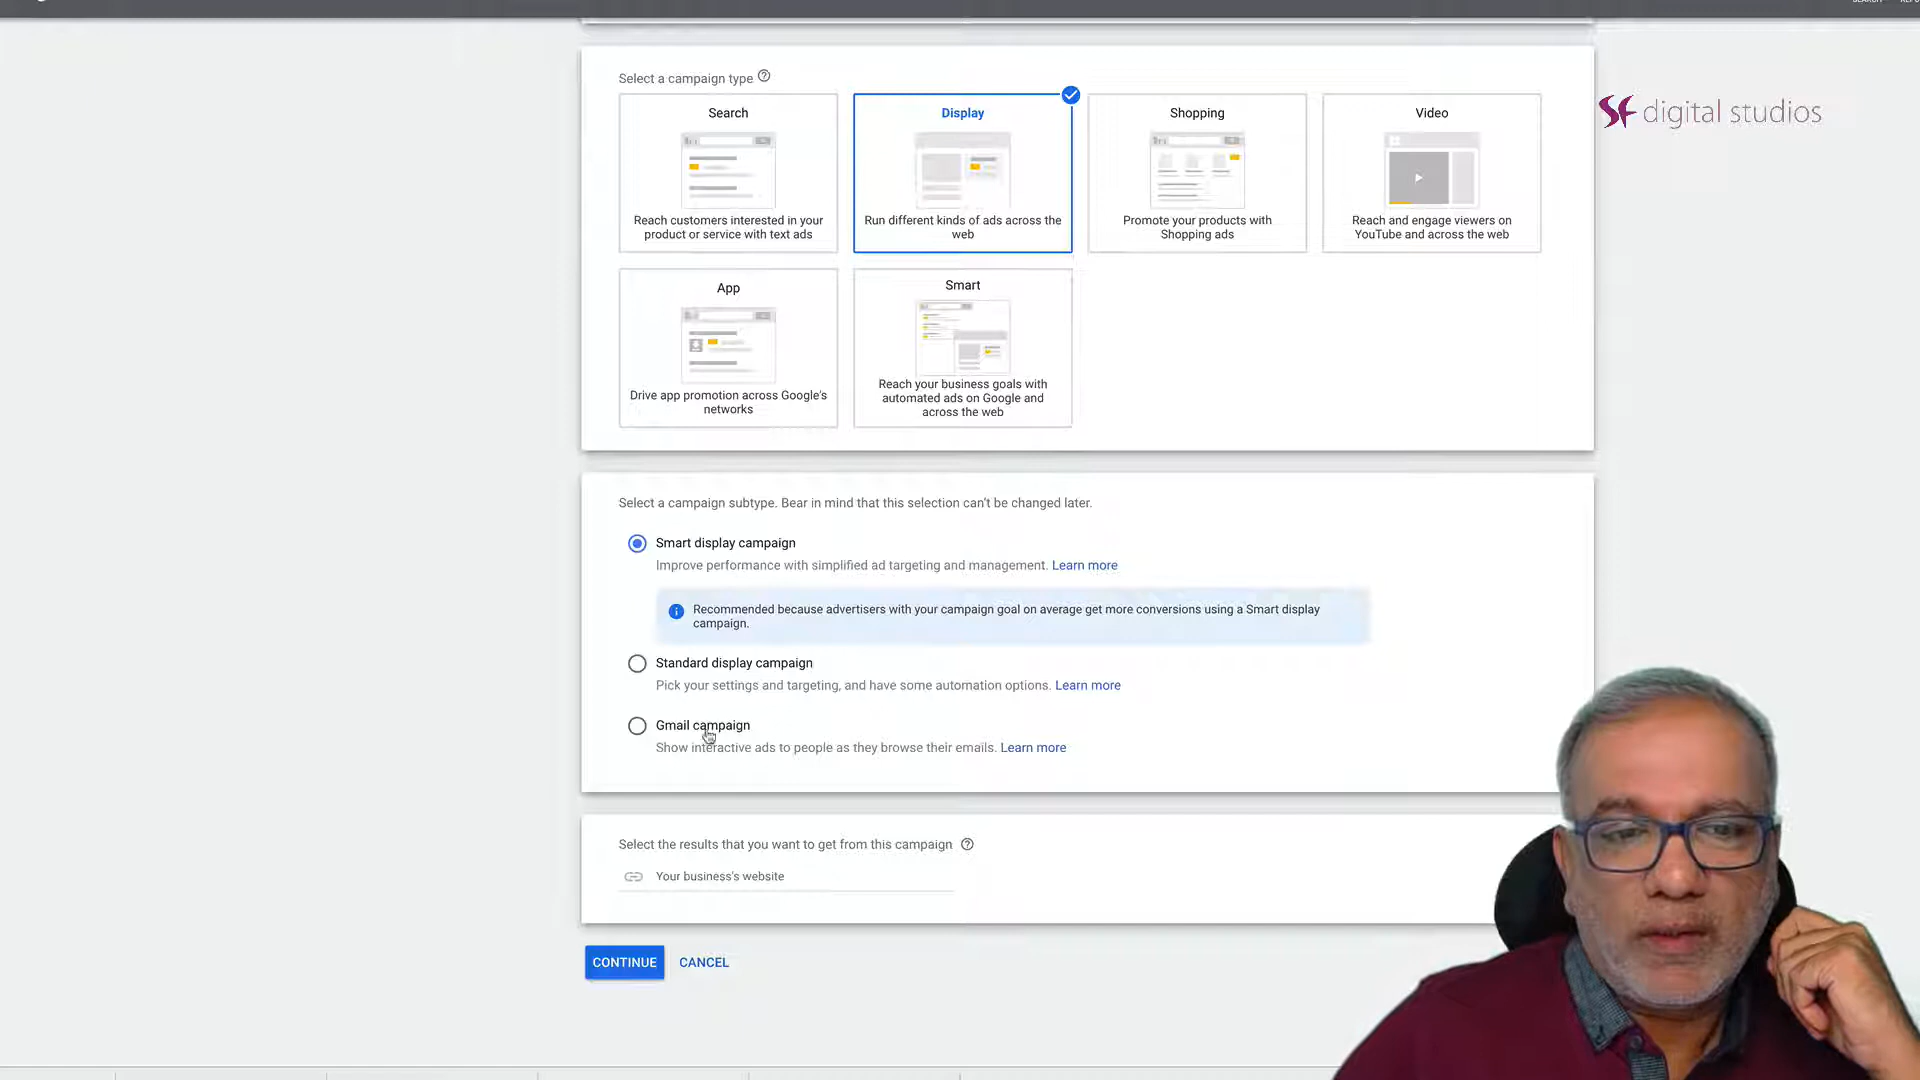 Select a campaign type
SF digital studios
Search
Display
Shopping
Video
Reach customers interested in your
product or service with text ads
Run different kinds of ads across the
web
Promote your products with
Shopping ads
Reach and engage viewers on
YouTube and across the web
App
Smart
Drive app promotion across Google's
networks
Reach your business goals with
automated ads on Google and
across the web
Select a campaign subtype. Bear in mind that this selection can't be changed later.
Smart display campaign
Improve performance with simplified ad targeting and management. Learn more
Recommended because advertisers with your campaign goal on average get more conversions using a Smart display
campaign.
Standard display campaign
Pick your settings and targeting, and have some automation options. Learn more
Gmail campaign
Show interactive ads to people as they browse their emails. Learn more
Select the results that you want to get from this campaign
Your business's website
CONTINUE CANCEL